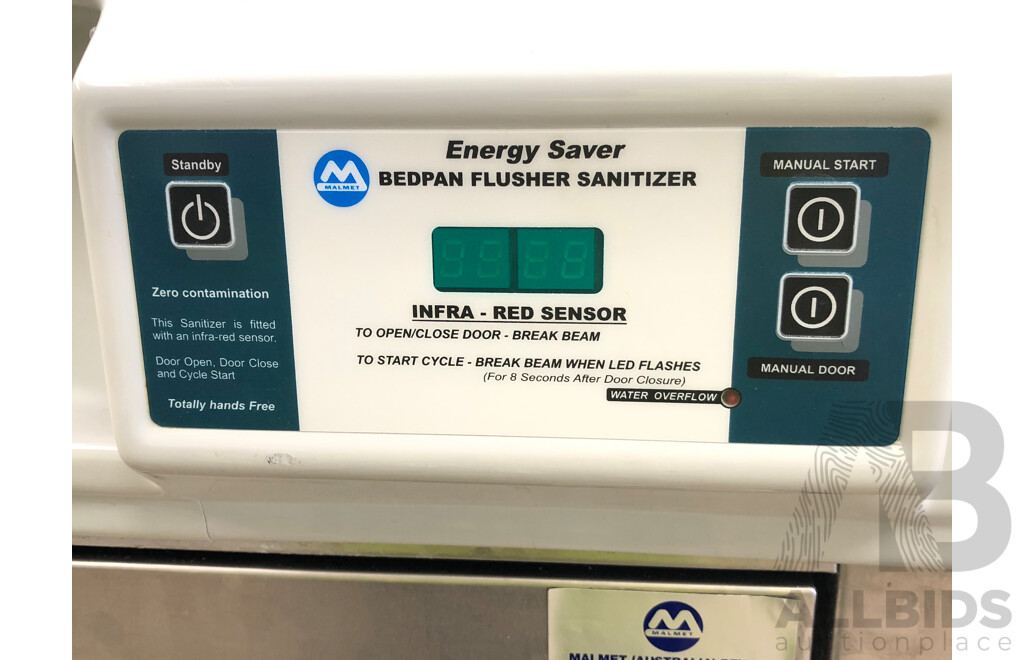 Standby
Zero contamination
This Sanitizer is fitted
with an infra-red sensor.
Door Open, Door Close
and Cycle Start
Totally hands Free
Energy Saver
M
MALMET
BEDPAN FLUSHER SANITIZER
INFRA - RED SENSOR
TO OPEN/CLOSE DOOR - BREAK BEAM
TO START CYCLE - BREAK BEAM WHEN LED FLASHES
(For 8 Seconds After Door Closure)
WATER OVERFLOW
MANUAL START
MANUAL DOOR
M
MALMET
MALMET (AUSTRALIA)
AB
ALLBIDS
auctionplace